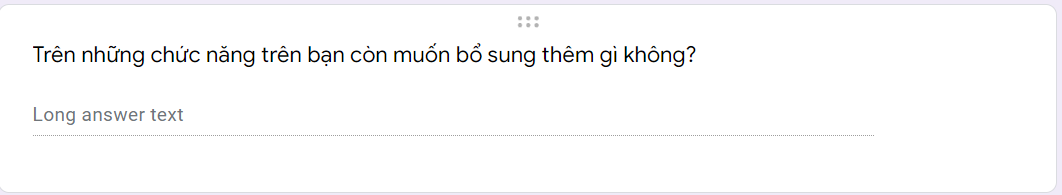 Trên những chức năng trên bạn còn muốn bổ sung thêm gì không?
Long answer text